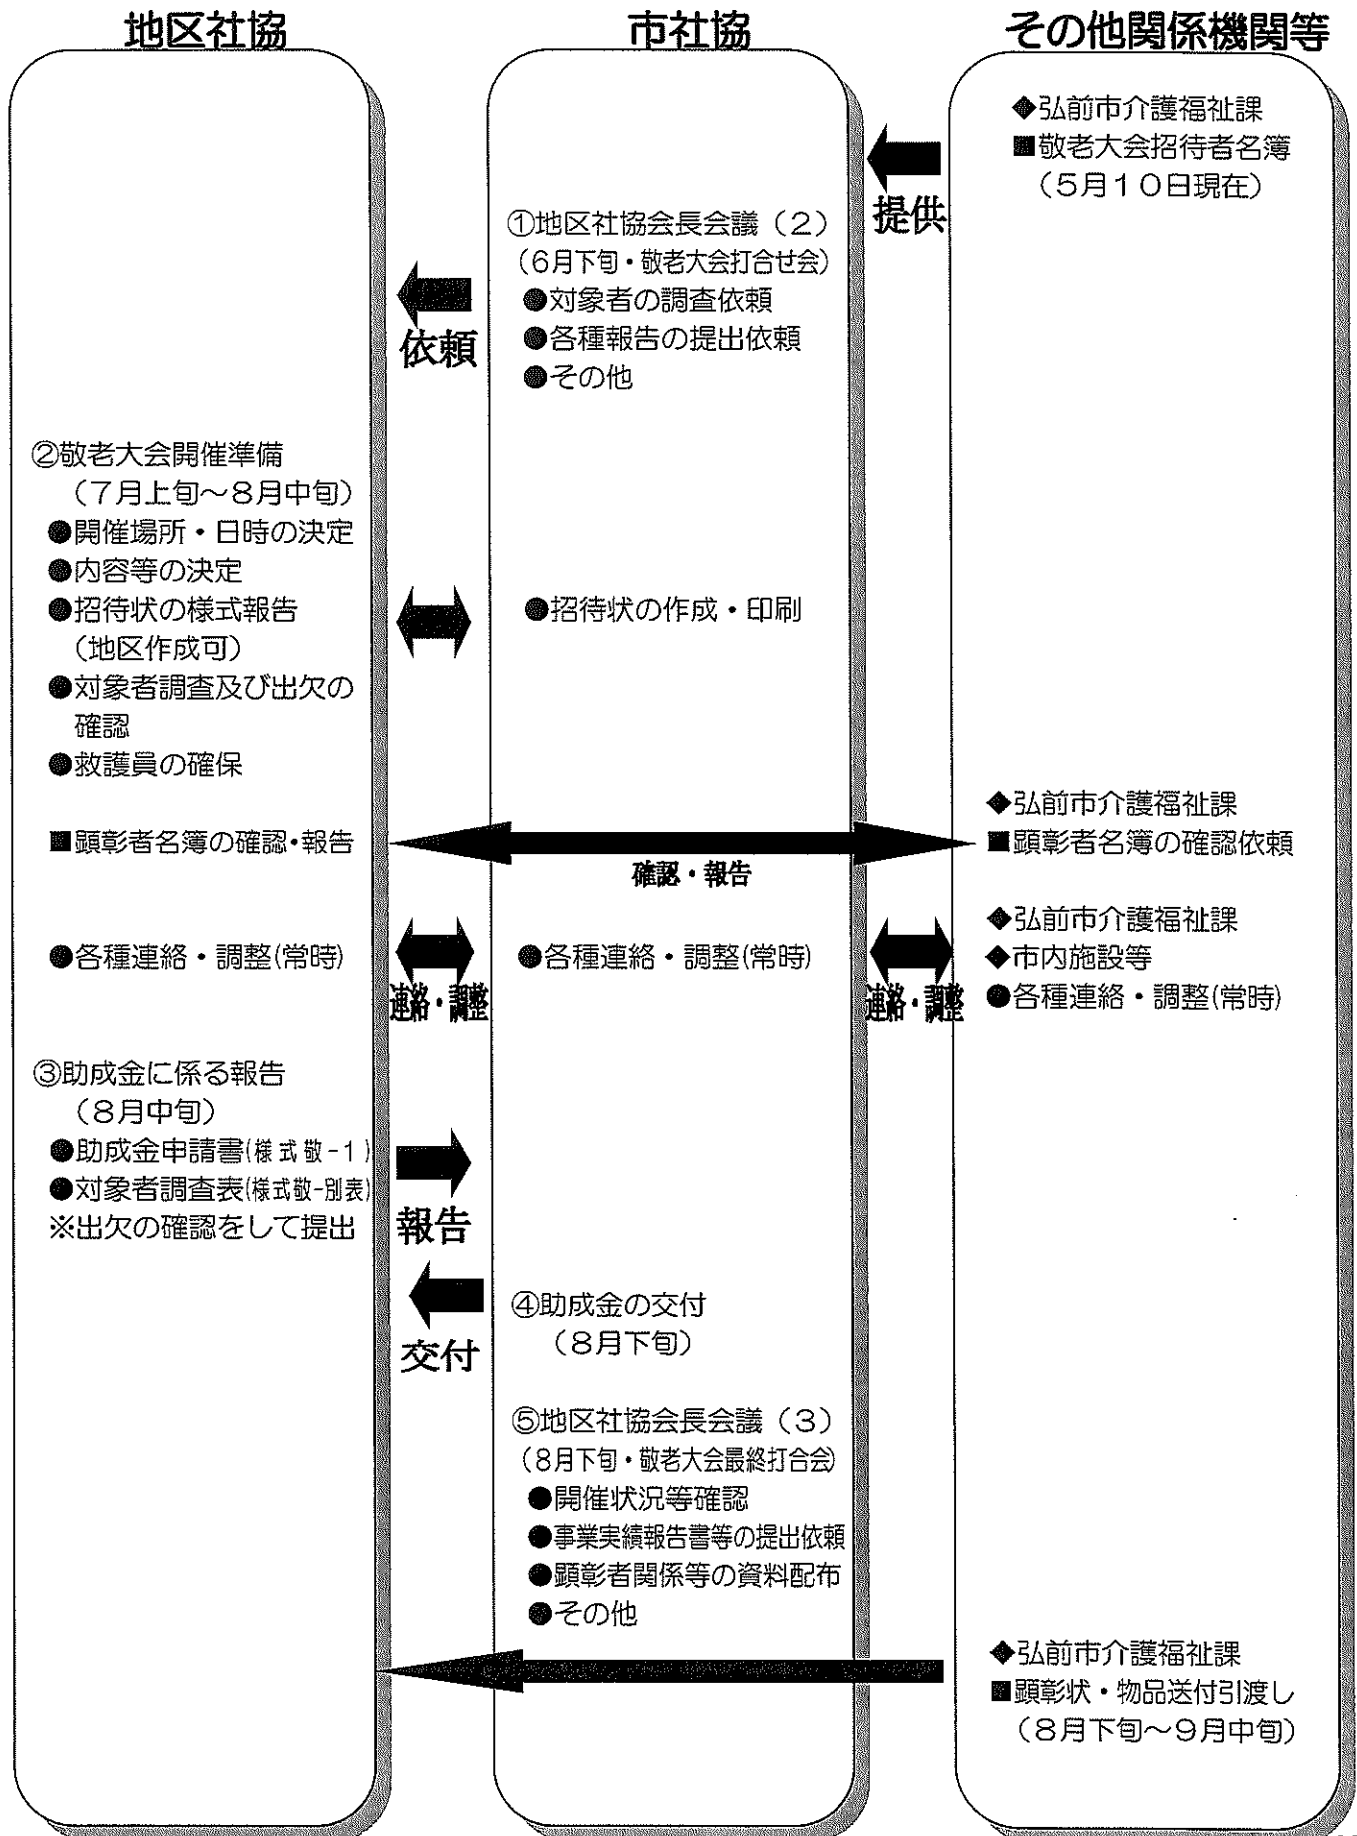 地区社協
市社協
その他関係機関等
◆弘前市介護福祉課
■敬老大会招待者名簿
(5月10日現在)
提供
①地区社協会長会議(2)
(6月下旬・敬老大会打合せ会)
●対象者の調査依頼
●各種報告の提出依頼
●その他
依頼
②敬老大会開催準備
(7月上旬~8月中旬)
●開催場所・日時の決定
●内容等の決定
●招待状の様式報告
(地区作成可)
●対象者調査及び出欠の
確認
●救護員の確保
●招待状の作成・印刷
■顕彰者名簿の確認・報告
確認・報告
◆弘前市介護福祉課
■顕彰者名簿の確認依頼
●各種連絡・調整(常時)
連絡・調整
●各種連絡・調整(常時)
連絡・調整
◆弘前市介護福祉課
◆市内施設等
●各種連絡・調整(常時)
③助成金に係る報告
(8月中旬)
●助成金申請書(様式敬-1)
●対象者調査表(様式敬-別表)
※出欠の確認をして提出
報告
交付
④助成金の交付
(8月下旬)
⑤地区社協会長会議(3)
(8月下旬・敬老大会最終打合会)
●開催状況等確認
●事業実績報告書等の提出依頼
●顕彰者関係等の資料配布
●その他
◆弘前市介護福祉課
■顕彰状・物品送付引渡し
(8月下旬~9月中旬)